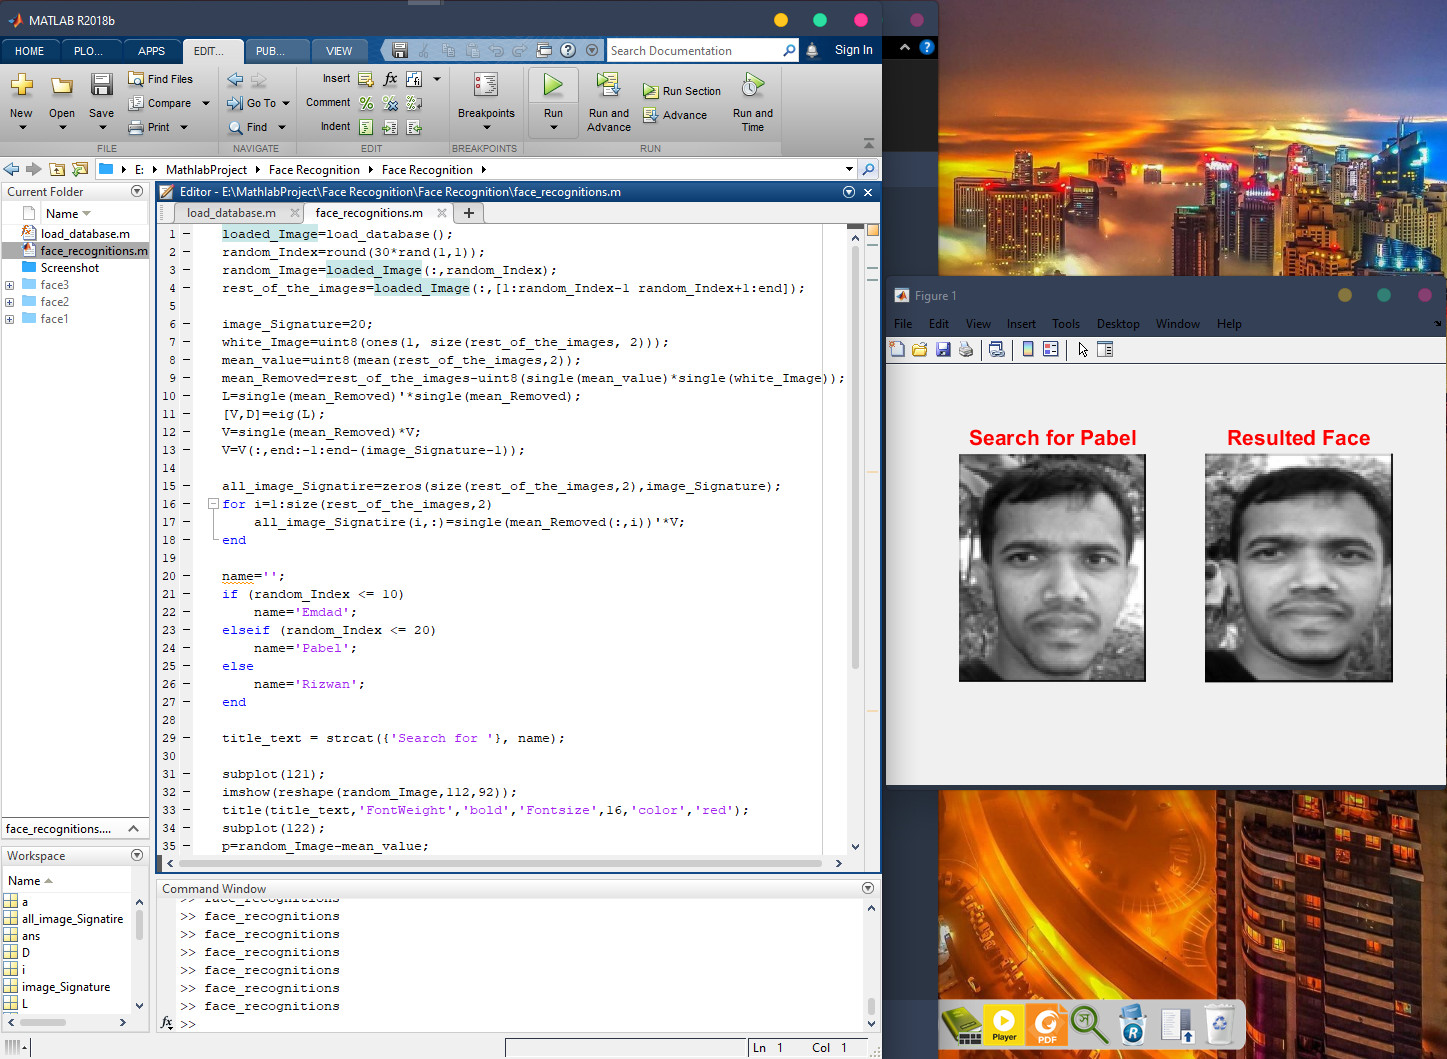 MATLAB R2018b
HOME PLO... APPS EDIT... PUB... VIEW Search Documentation Sign In
New Open Save Find Files Compare Print
Go To Find
Insert fx Comment Indent
Breakpoints
Run Run and Advance Run Section Advance Run and Time
FILE NAVIGATE EDIT BREAKPOINTS RUN
E: MathlabProject Face Recognition Face Recognition
Current Folder
Name
load_database.m
face_recognitions.m
Screenshot
face3
face2
face1
face_recognitions....
Workspace
Name
a
all_image_Signatire
ans
D
i
image_Signature
L
Editor - E:\MathlabProject\Face Recognition\Face Recognition\face_recognitions.m
load_database.m face_recognitions.m
1 loaded_Image=load_database();
2 random_Index=round(30*rand(1,1));
3 random_Image=loaded_Image(:,random_Index);
4 rest_of_the_images=loaded_Image(:,[1:random_Index-1 random_Index+1:end]);
5
6 image_Signature=20;
7 white_Image=uint8(ones(1, size(rest_of_the_images, 2)));
8 mean_value=uint8(mean(rest_of_the_images,2));
9 mean_Removed=rest_of_the_images-uint8(single(mean_value)*single(white_Image));
10 L=single(mean_Removed)'*single(mean_Removed);
11 [V,D]=eig(L);
12 V=single(mean_Removed)*V;
13 V=V(:,end:-1:end-(image_Signature-1));
14
15 all_image_Signatire=zeros(size(rest_of_the_images,2),image_Signature);
16 for i=1:size(rest_of_the_images,2)
17 all_image_Signatire(i,:)=single(mean_Removed(:,i))'*V;
18 end
19
20 name='';
21 if (random_Index <= 10)
22 name='Emdad';
23 elseif (random_Index <= 20)
24 name='Pabel';
25 else
26 name='Rizwan';
27 end
28
29 title_text = strcat({'Search for '}, name);
30
31 subplot(121);
32 imshow(reshape(random_Image,112,92));
33 title(title_text,'FontWeight','bold','Fontsize',16,'color','red');
34 subplot(122);
35 p=random_Image-mean_value;
Command Window
>> face_recognitions
>> face_recognitions
>> face_recognitions
>> face_recognitions
>> face_recognitions
>> face_recognitions
>> face_recognitions
fx >>
Ln 1 Col 1
Figure 1
File Edit View Insert Tools Desktop Window Help
Search for Pabel Resulted Face
Player
PDF
স
R